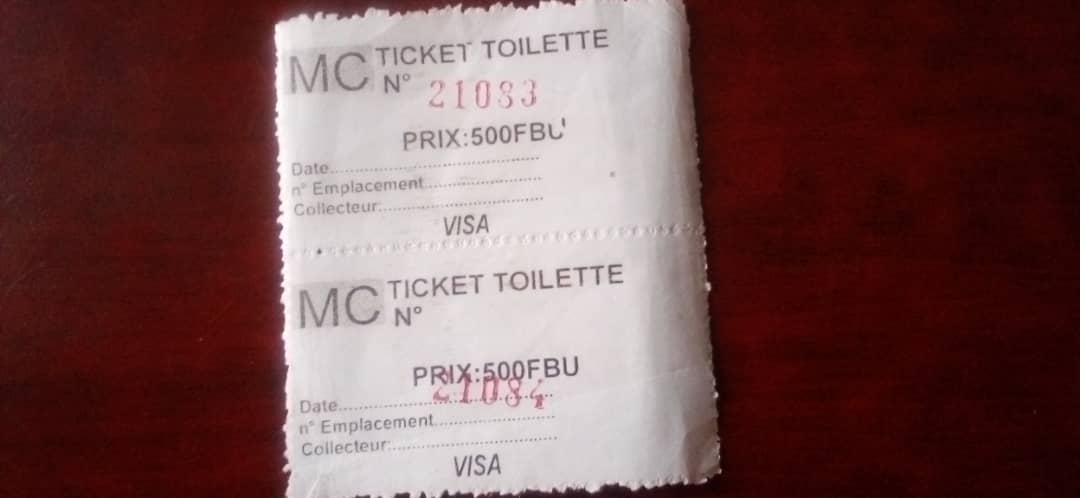 MC TICKET TOILETTE
N° 21083
PRIX:500FBU
Date
n° Emplacement
Collecteur:
VISA
MC TICKET TOILETTE
N°
PRIX:500FBU
21084
Date
n° Emplacement
Collecteur:
VISA